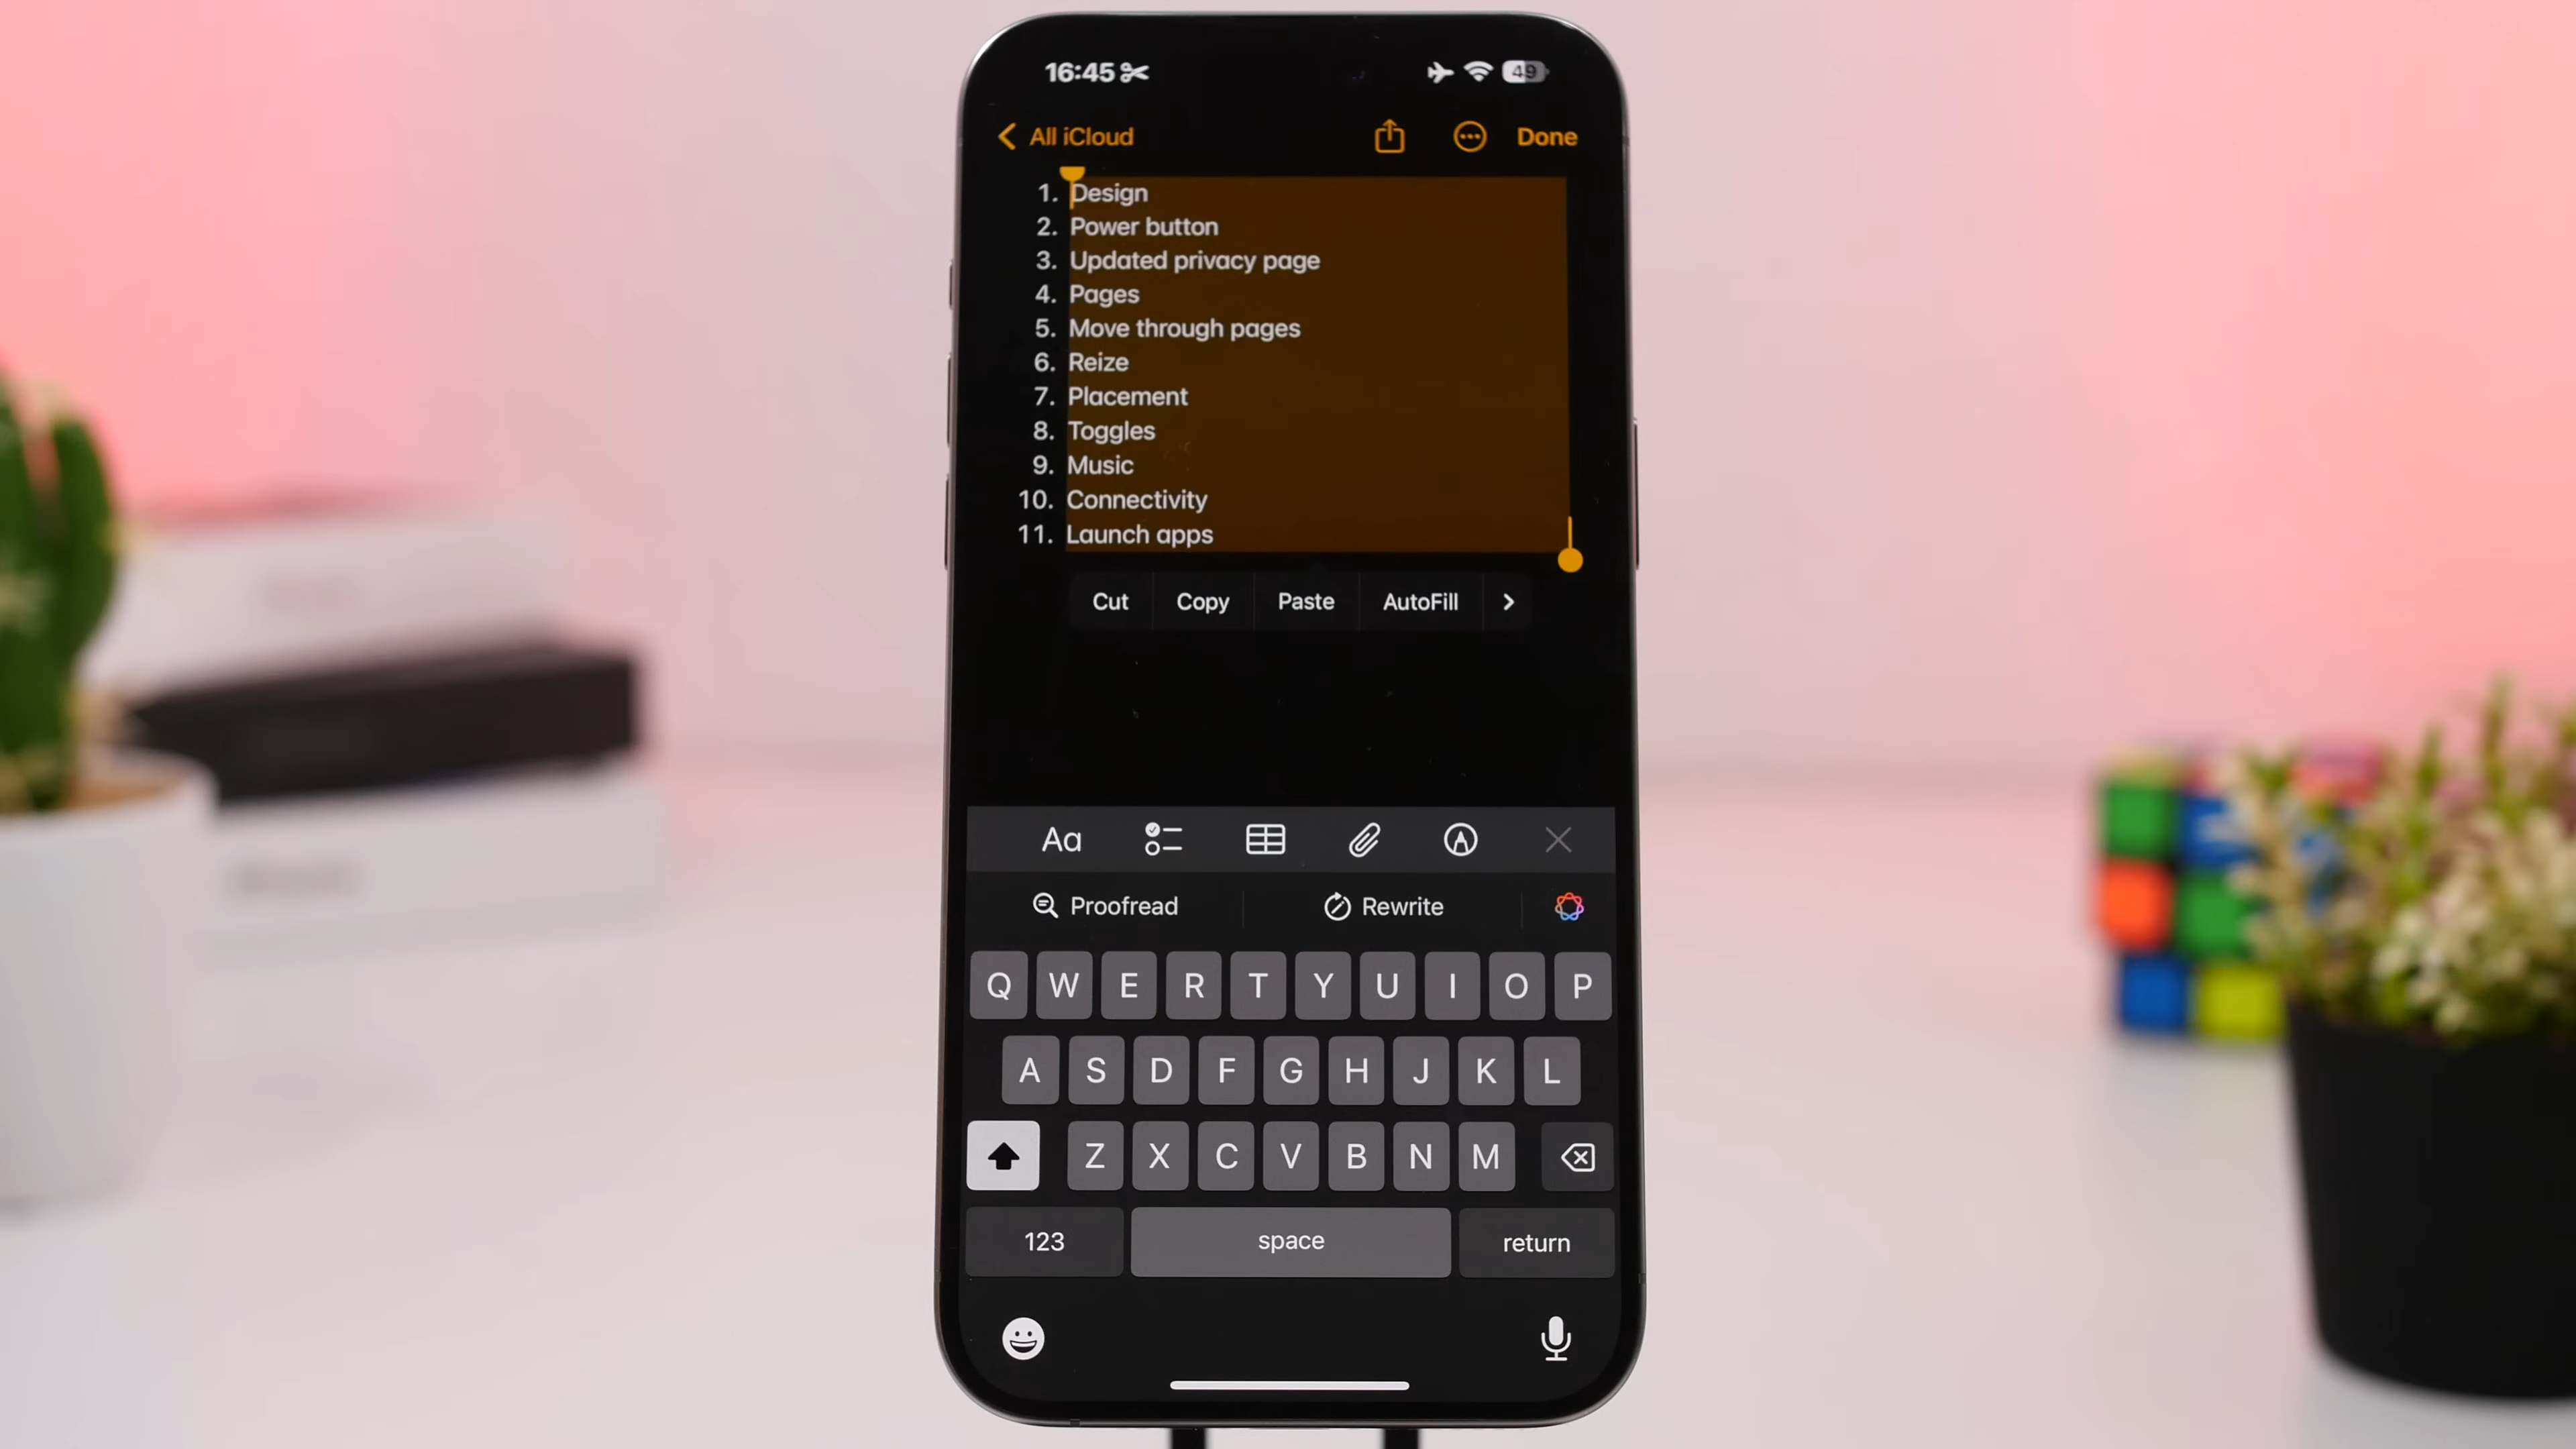 16:45 49
All iCloud Done
1. Design
2. Power button
3. Updated privacy page
4. Pages
5. Move through pages
6. Reize
7. Placement
8. Toggles
9. Music
10. Connectivity
11. Launch apps
Cut Copy Paste AutoFill
Aa
Proofread Rewrite
Q W E R T Y U I O P
A S D F G H J K L
Z X C V B N M
123 space return